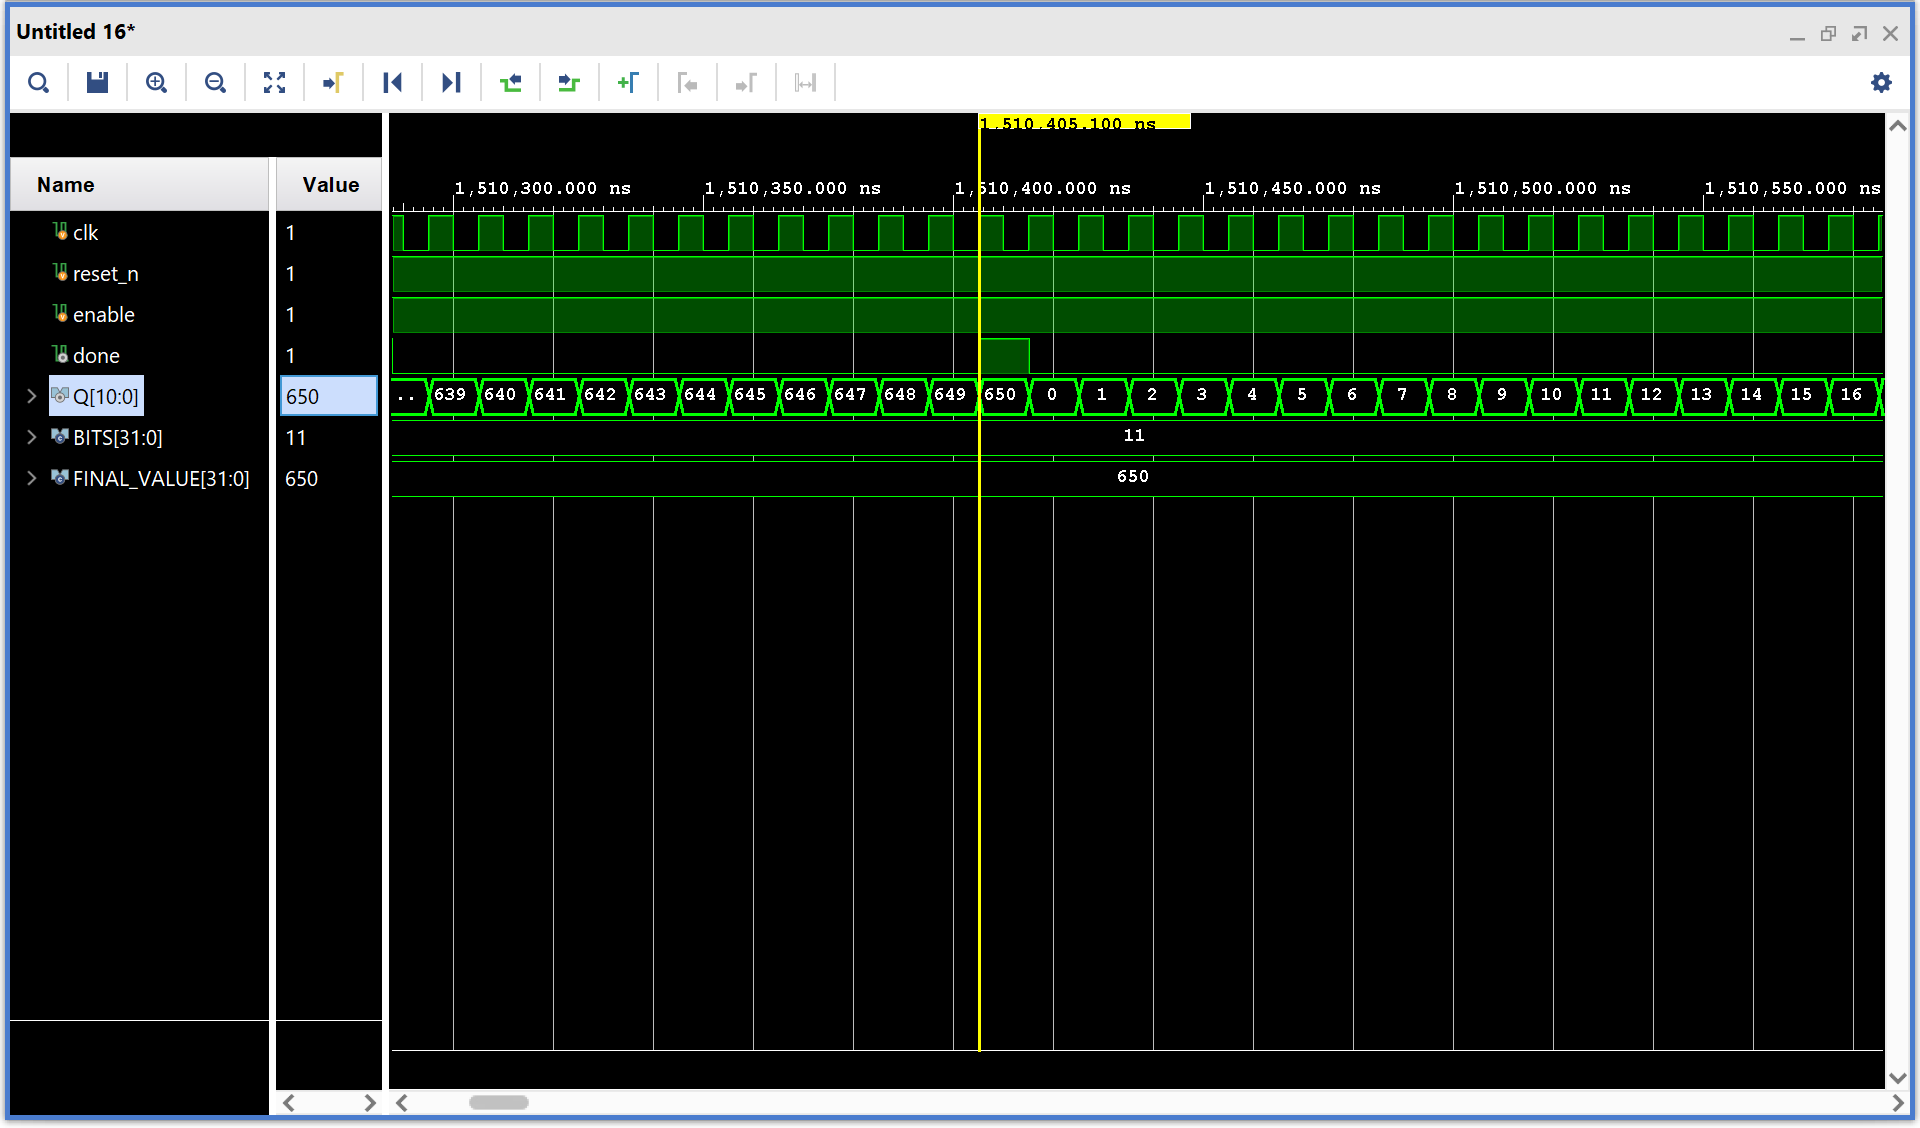 Untitled 16*
1,510,405.100 ns
Name Value
1,510,300.000 ns 1,510,350.000 ns 1,510,400.000 ns 1,510,450.000 ns 1,510,500.000 ns 1,510,550.000 ns
clk 1
reset_n 1
enable 1
done 1
Q[10:0] 650 .. 639 640 641 642 643 644 645 646 647 648 649 650 0 1 2 3 4 5 6 7 8 9 10 11 12 13 14 15 16
BITS[31:0] 11 11
FINAL_VALUE[31:0] 650 650